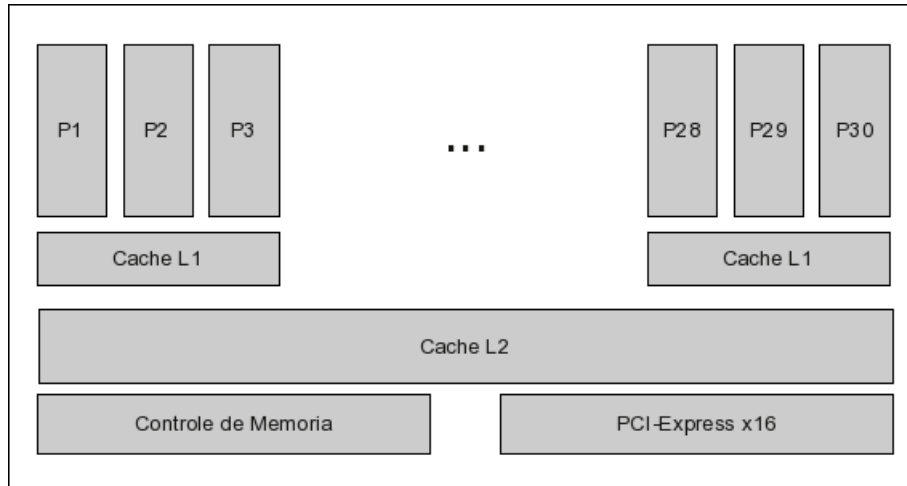 P1 P2 P3 ... P28 P29 P30
Cache L1 Cache L1
Cache L2
Controle de Memoria PCI-Express x16